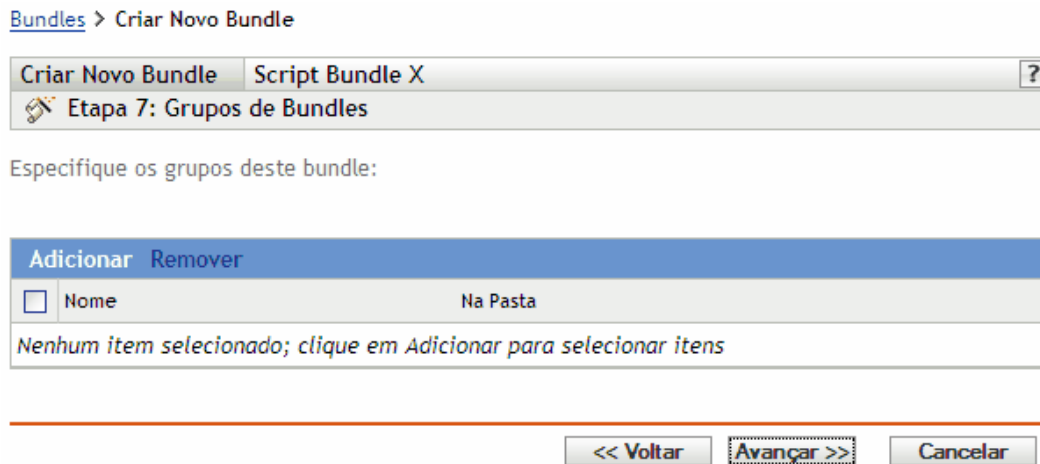 Bundles > Criar Novo Bundle
Criar Novo Bundle Script Bundle X ?
Etapa 7: Grupos de Bundles
Especifique os grupos deste bundle:
Adicionar Remover
Nome Na Pasta
Nenhum item selecionado; clique em Adicionar para selecionar itens
<< Voltar Avançar >> Cancelar